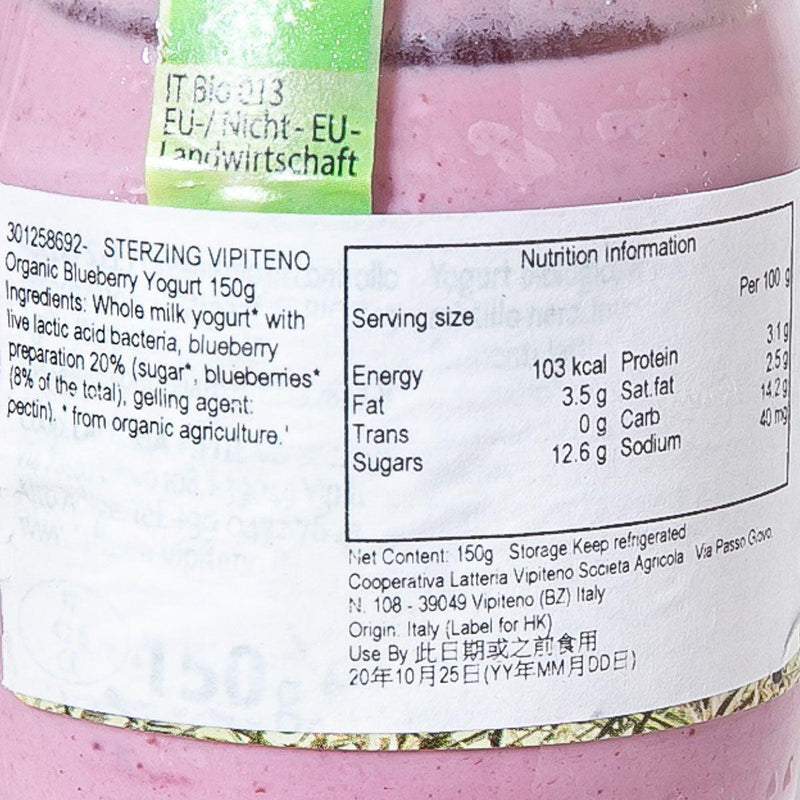 IT Bio 013
EU-/ Nicht - EU-
Landwirtschaft
301258692- STERZING VIPITENO
Organic Blueberry Yogurt 150g
Ingredients: Whole milk yogurt* with
live lactic acid bacteria, blueberry
preparation 20% (sugar*, blueberries*
(8% of the total), gelling agent:
pectin). * from organic agriculture.'
Nutrition Information
Per 100 g
Serving size
Energy 103 kcal Protein 3.1 g
Fat 3.5 g Sat.fat 2.5 g
Trans 0 g Carb 14.2 g
Sugars 12.6 g Sodium 40 mg
Net Content: 150g Storage Keep refrigerated
Cooperativa Latteria Vipiteno Societa Agricola Via Passo Giovo.
N. 108 - 39049 Vipiteno (BZ) Italy
Origin: Italy (Label for HK)
Use By 此日期或之前食用
20年10月25日(YY年MM月DD日)